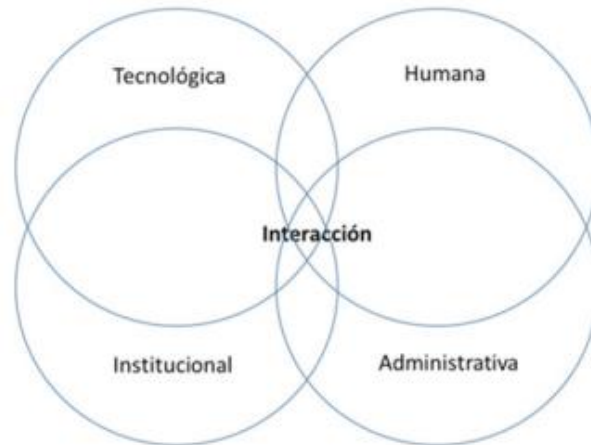 Tecnológica
Humana
Interacción
Institucional
Administrativa